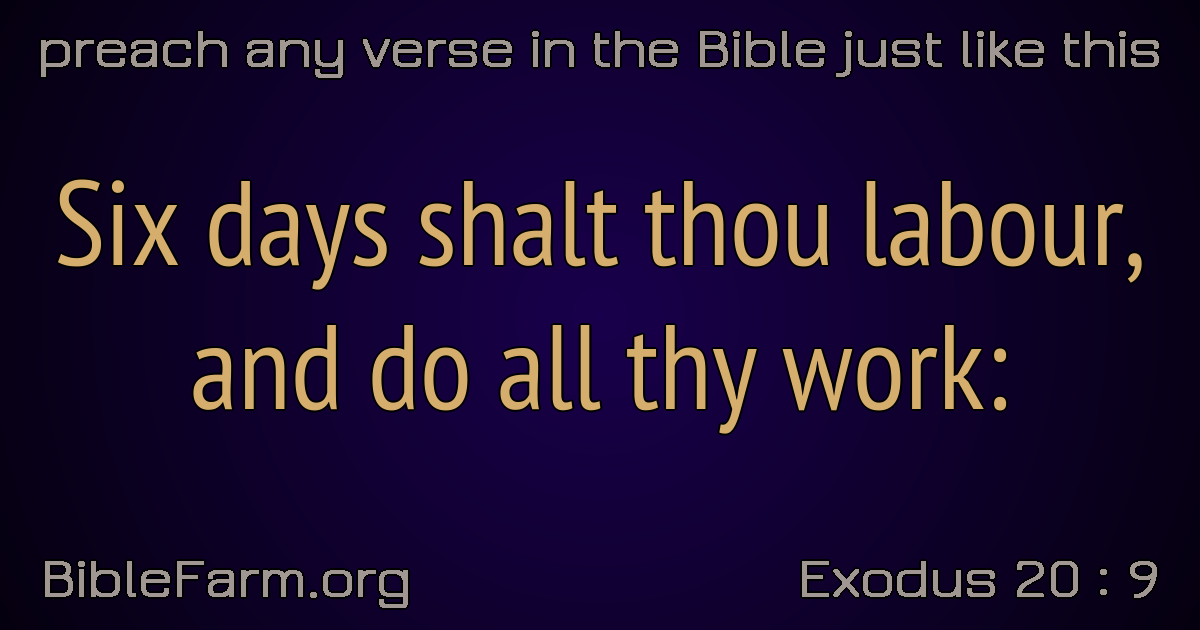 preach any verse in the Bible just like this
Six days shalt thou labour,
and do all thy work:
BibleFarm.org
Exodus 20 : 9